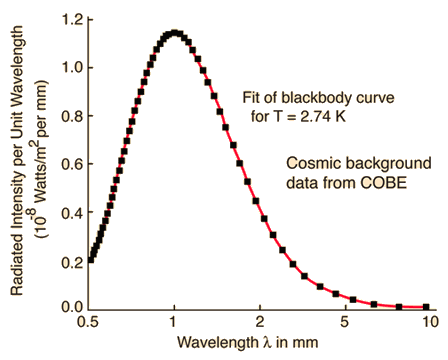 Radiated Intensity per Unit Wavelength
(10⁻⁸ Watts/m² per mm)
1.2
1.0
0.8
0.6
0.4
0.2
0.0
Fit of blackbody curve
for T = 2.74 K
Cosmic background
data from COBE
0.5 1 2 5 10
Wavelength λ in mm